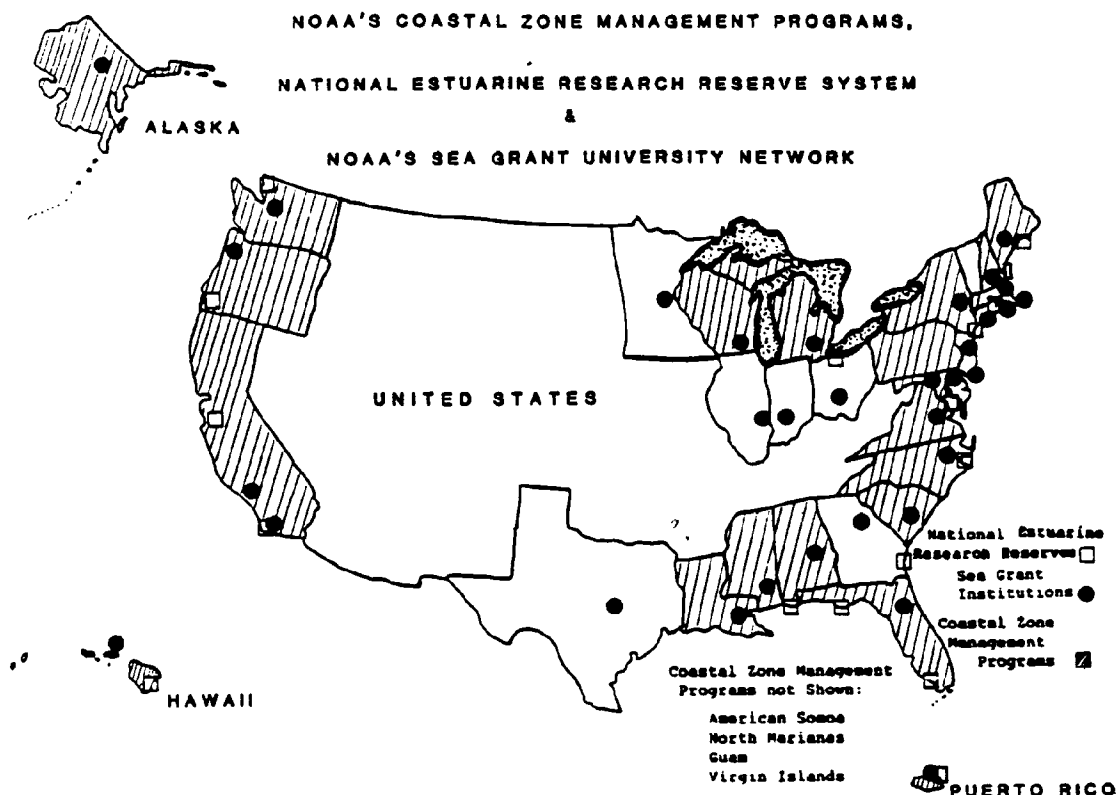 NOAA'S COASTAL ZONE MANAGEMENT PROGRAMS,
NATIONAL ESTUARINE RESEARCH RESERVE SYSTEM
&
NOAA'S SEA GRANT UNIVERSITY NETWORK
ALASKA
UNITED STATES
HAWAII
National Estuarine
Research Reserves
Sea Grant
Institutions
Coastal Zone
Management
Programs
Coastal Zone Management
Programs not Shown:
American Somoa
North Marianas
Guam
Virgin Islands
PUERTO RICO